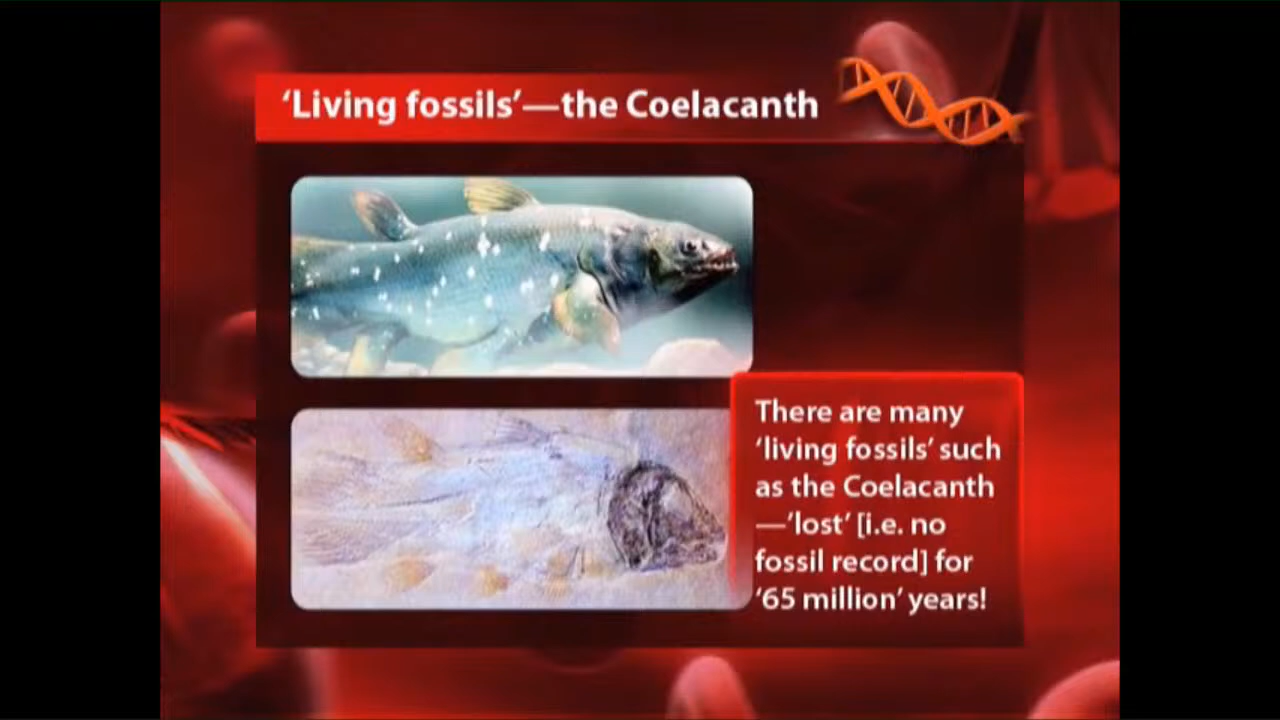 ‘Living fossils’—the Coelacanth
There are many
‘living fossils’ such
as the Coelacanth
—’lost’ [i.e. no
fossil record] for
‘65 million’ years!